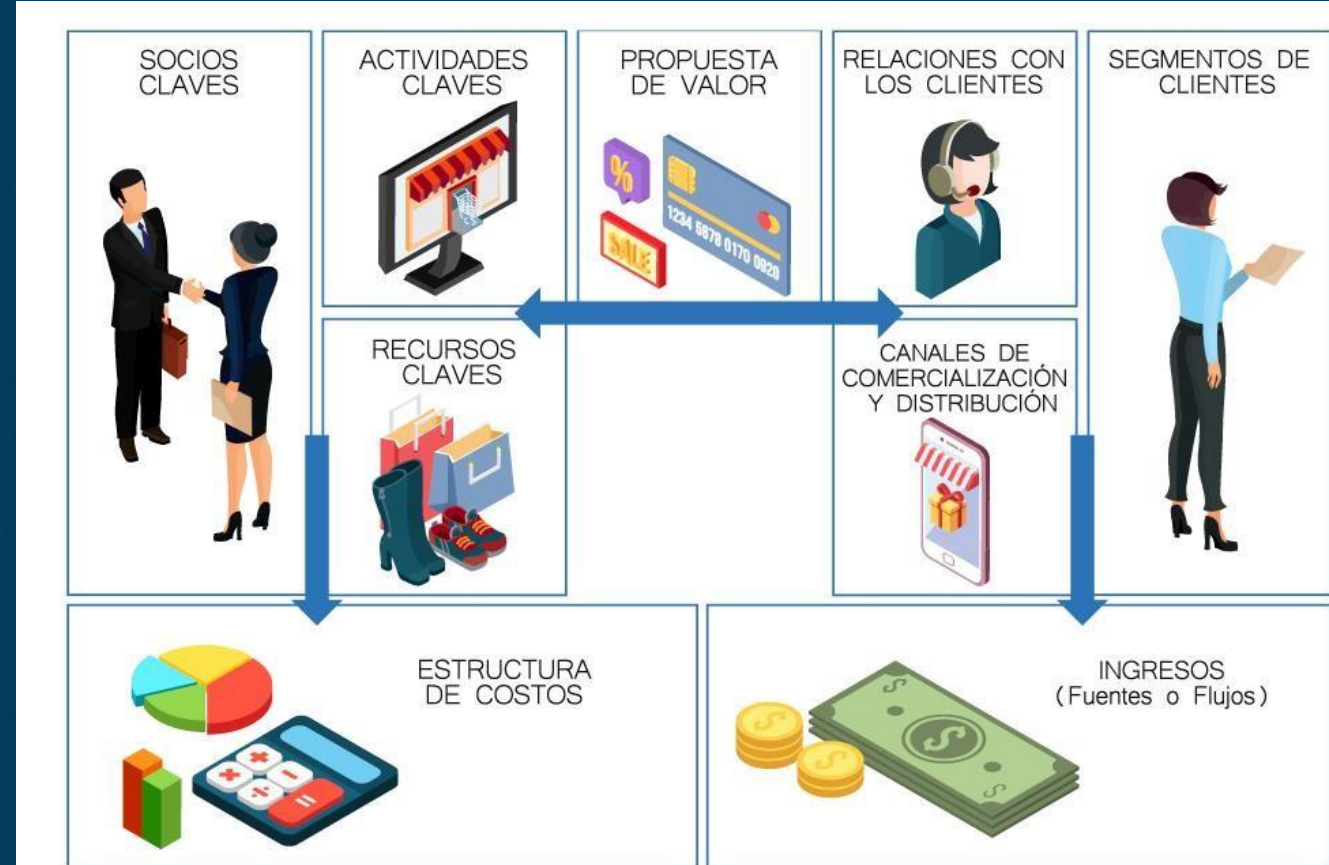 SOCIOS
CLAVES
ACTIVIDADES
CLAVES
PROPUESTA
DE VALOR
%
SALE
1234 5678 0170 0920
RELACIONES CON
LOS CLIENTES
SEGMENTOS DE
CLIENTES
RECURSOS
CLAVES
CANALES DE
COMERCIALIZACIÓN
Y DISTRIBUCIÓN
ESTRUCTURA
DE COSTOS
INGRESOS
(Fuentes o Flujos)